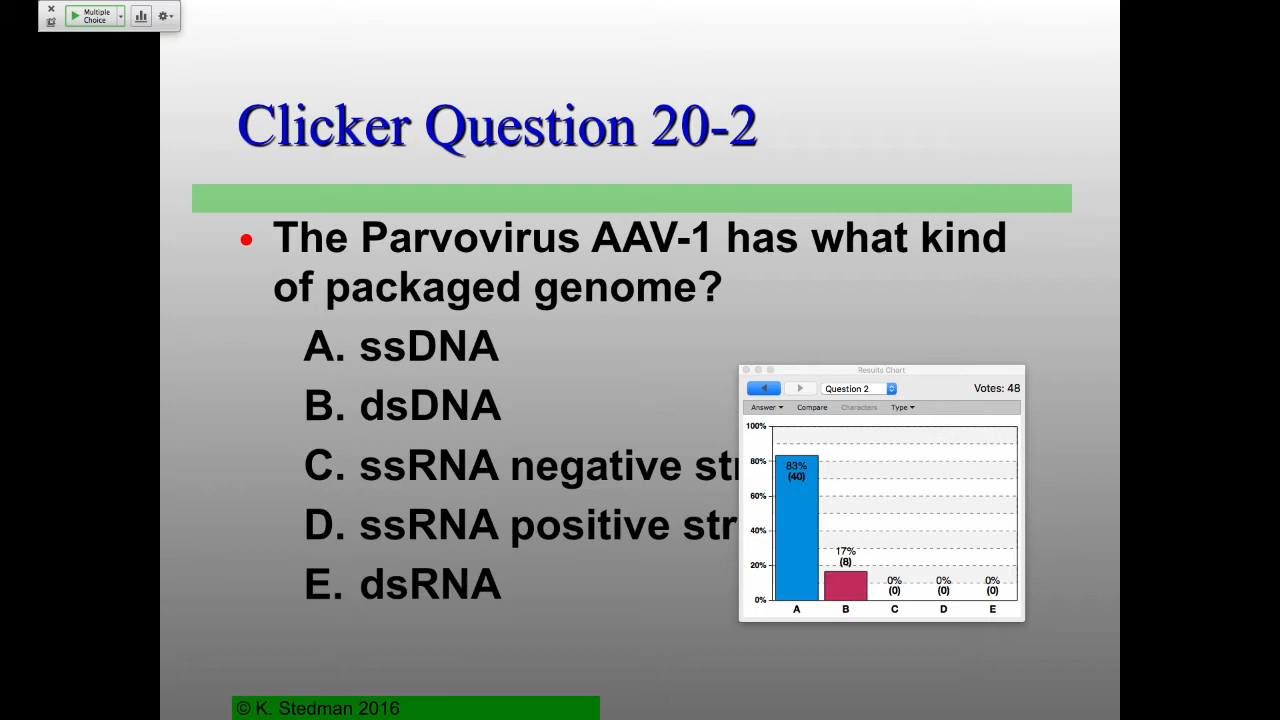 Multiple
Choice
Clicker Question 20-2
• The Parvovirus AAV-1 has what kind
of packaged genome?
A. ssDNA
B. dsDNA
C. ssRNA negative str
D. ssRNA positive str
E. dsRNA
Results Chart
Question 2
Votes: 48
Answer Compare Characters Type
100%
80%
60%
40%
20%
0%
83%
(40)
17%
(8)
0%
(0)
0%
(0)
0%
(0)
A B C D E
© K. Stedman 2016